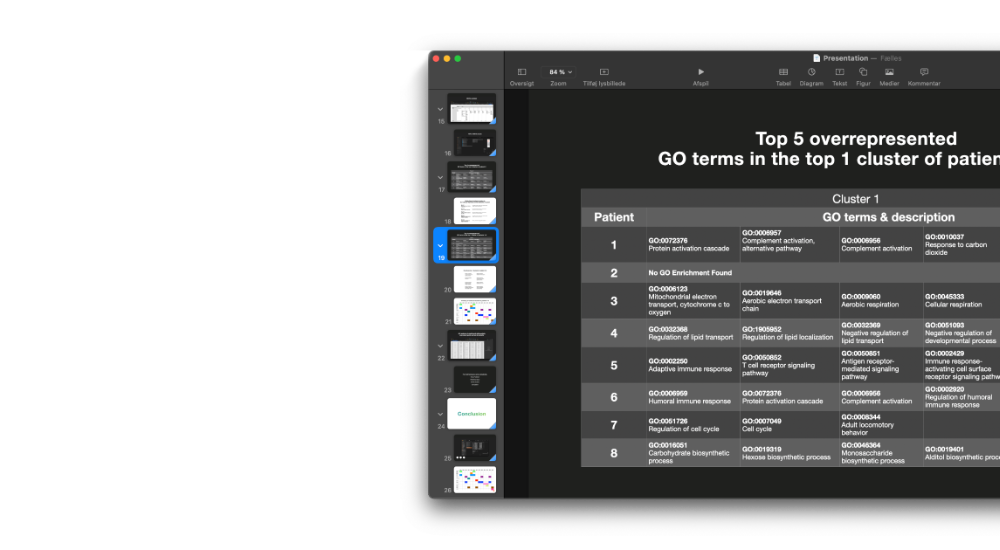 Presentation — Fælles
84 %
Oversigt Zoom Tilføj lysbillede Afspil Tabel Diagram Tekst Figur Medier Kommentar
15
16
17
18
19
20
21
22
23
Conclusion
24
25
26
Top 5 overrepresented
GO terms in the top 1 cluster of patien
Cluster 1
Patient GO terms & description
1
GO:0072376
Protein activation cascade
GO:0006957
Complement activation,
alternative pathway
GO:0006956
Complement activation
GO:0010037
Response to carbon
dioxide
2
No GO Enrichment Found
3
GO:0006123
Mitochondrial electron
transport, cytochrome c to
oxygen
GO:0019646
Aerobic electron transport
chain
GO:0009060
Aerobic respiration
GO:0045333
Cellular respiration
4
GO:0032368
Regulation of lipid transport
GO:1905952
Regulation of lipid localization
GO:0032369
Negative regulation of
lipid transport
GO:0051093
Negative regulation of
developmental process
5
GO:0002250
Adaptive immune response
GO:0050852
T cell receptor signaling
pathway
GO:0050851
Antigen receptor-
mediated signaling
pathway
GO:0002429
Immune response-
activating cell surface
receptor signaling pathw
6
GO:0006959
Humoral immune response
GO:0072376
Protein activation cascade
GO:0006956
Complement activation
GO:0002920
Regulation of humoral
immune response
7
GO:0051726
Regulation of cell cycle
GO:0007049
Cell cycle
GO:0008344
Adult locomotory
behavior
8
GO:0016051
Carbohydrate biosynthetic
process
GO:0019319
Hexose biosynthetic process
GO:0046364
Monosaccharide
biosynthetic process
GO:0019401
Alditol biosynthetic proce